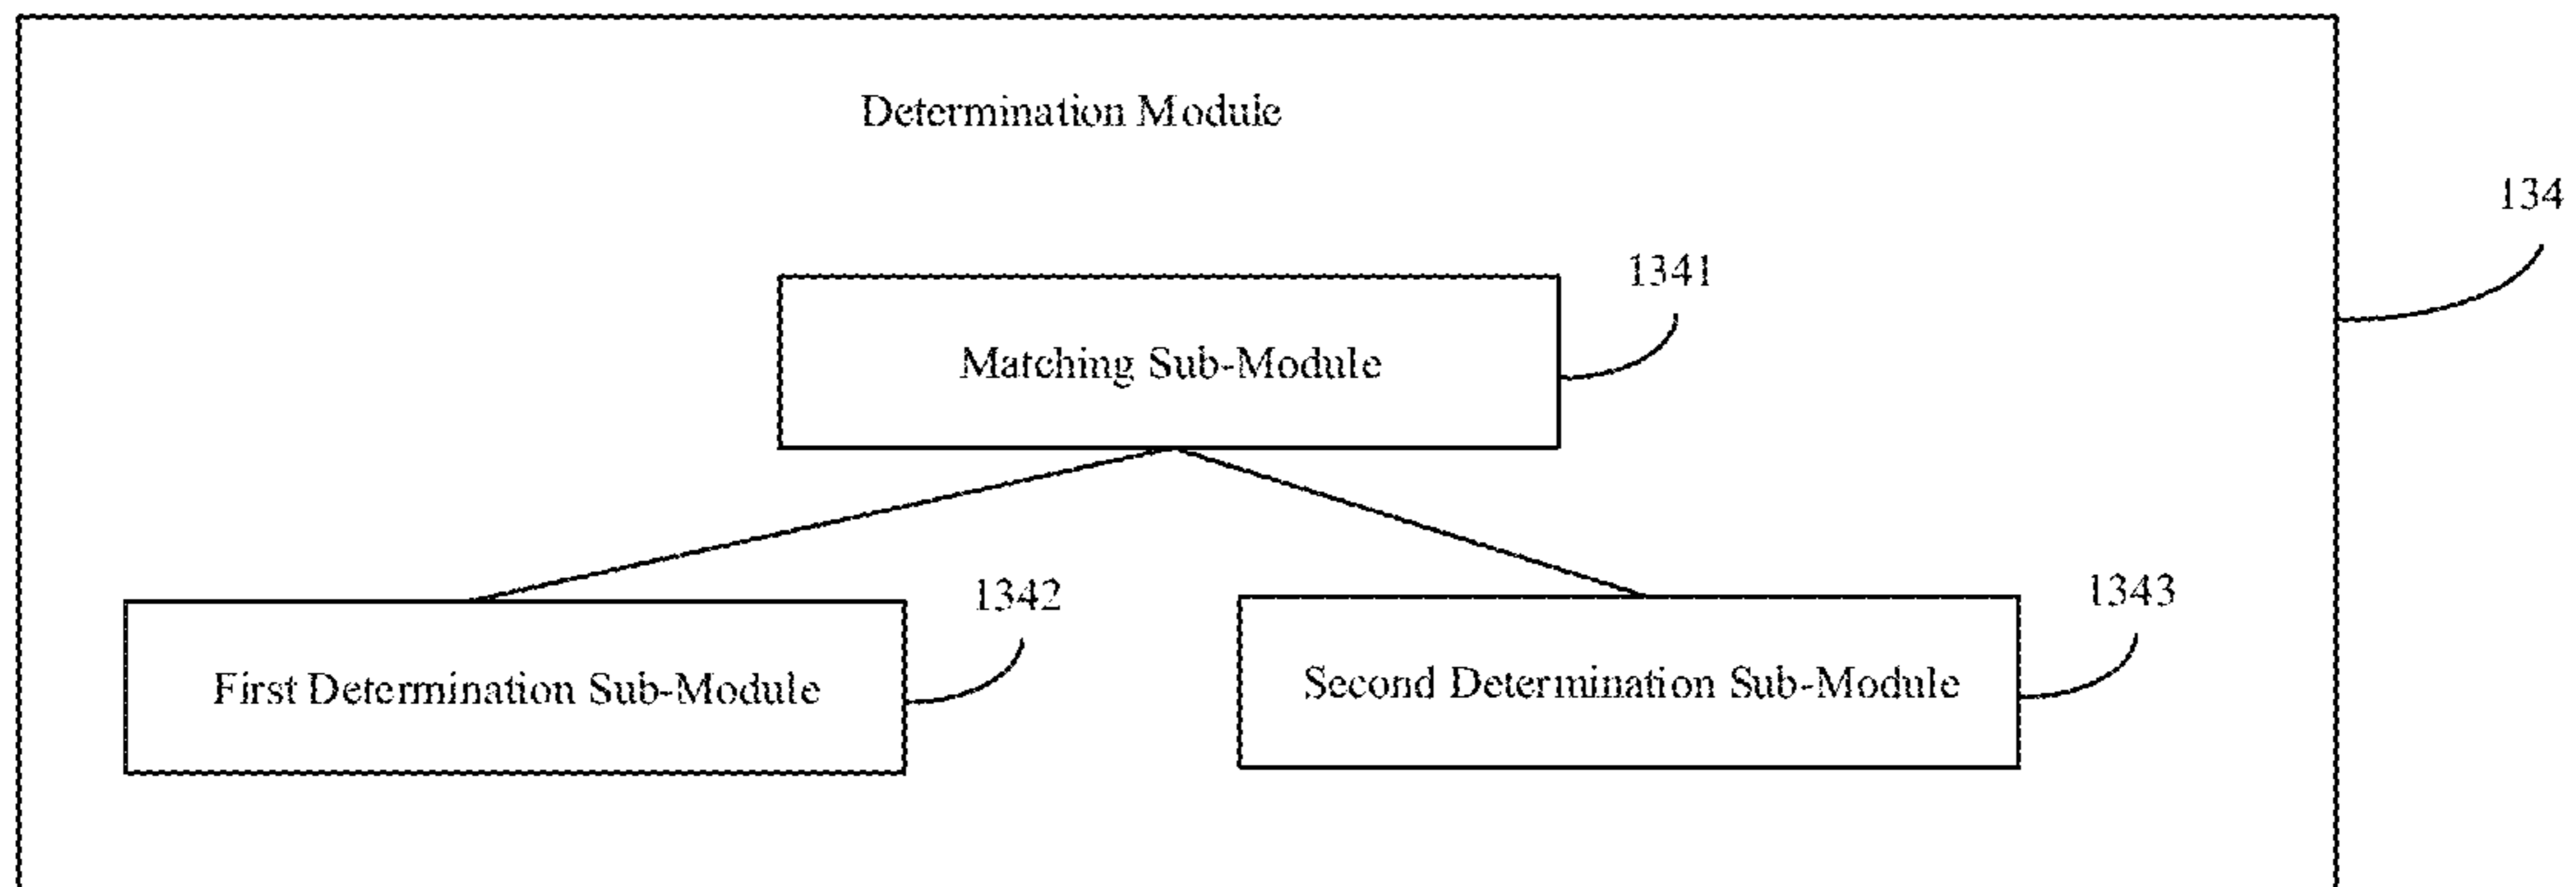 Determination Module
134
1341
Matching Sub-Module
1342
1343
First Determination Sub-Module
Second Determination Sub-Module